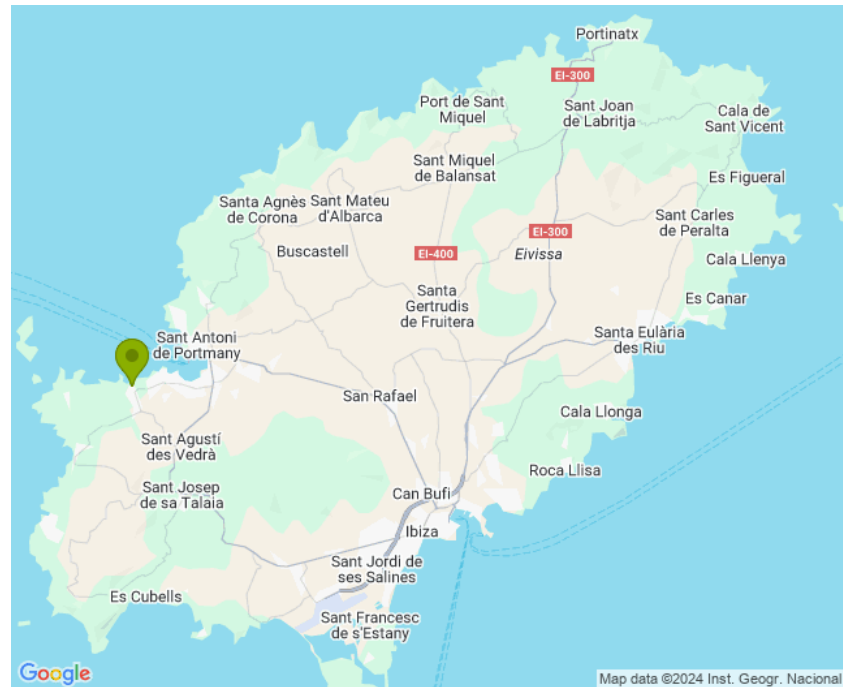 Portinatx
EI-300
Port de Sant
Miquel
Sant Joan
de Labritja
Cala de
Sant Vicent
Sant Miquel
de Balansat
Es Figueral
Santa Agnès
de Corona
Sant Mateu
d'Albarca
Sant Carles
de Peralta
EI-300
Buscastell
EI-400
Eivissa
Cala Llenya
Santa
Gertrudis
de Fruitera
Es Canar
Sant Antoni
de Portmany
Santa Eulària
des Riu
San Rafael
Cala Llonga
Sant Agustí
des Vedrà
Roca Llisa
Sant Josep
de sa Talaia
Can Bufi
Ibiza
Sant Jordi de
ses Salines
Es Cubells
Sant Francesc
de s'Estany
Google
Map data ©2024 Inst. Geogr. Nacional